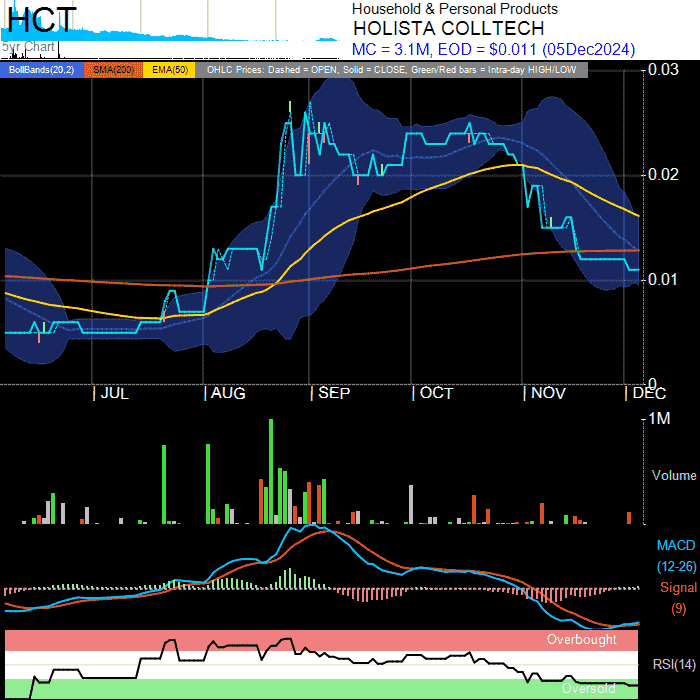 HCT
Household & Personal Products
HOLISTA COLLTECH
MC = 3.1M, EOD = $0.011 (05Dec2024)
5yr Chart
BollBands(20,2) SMA(200) EMA(50) OHLC Prices: Dashed = OPEN, Solid = CLOSE, Green/Red bars = Intra-day HIGH/LOW
0.03
0.02
0.01
0
JUL AUG SEP OCT NOV DEC
1M
Volume
MACD
(12-26)
Signal
(9)
Overbought
RSI(14)
Oversold